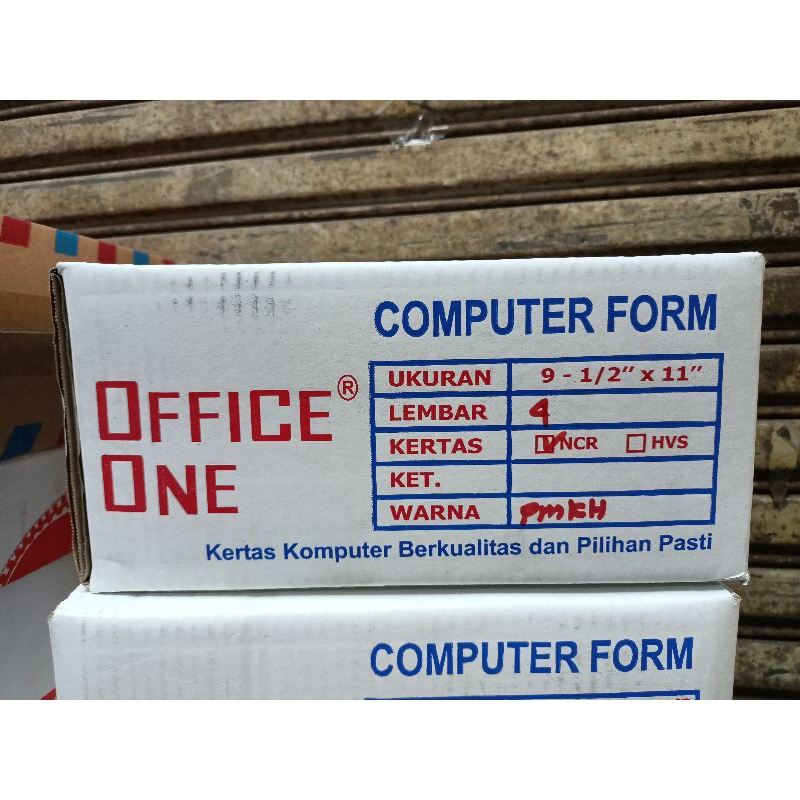 COMPUTER FORM
OFFICE ONE ®
UKURAN 9 - 1/2" x 11"
LEMBAR 4
KERTAS NCR HVS
KET.
WARNA PMKH
Kertas Komputer Berkualitas dan Pilihan Pasti
COMPUTER FORM